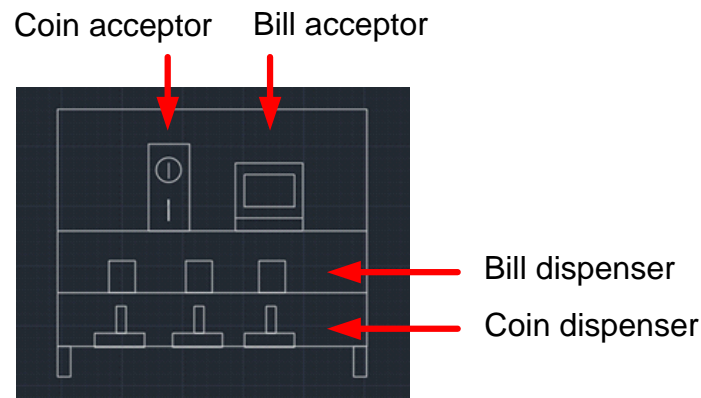 Coin acceptor
Bill acceptor
Bill dispenser
Coin dispenser